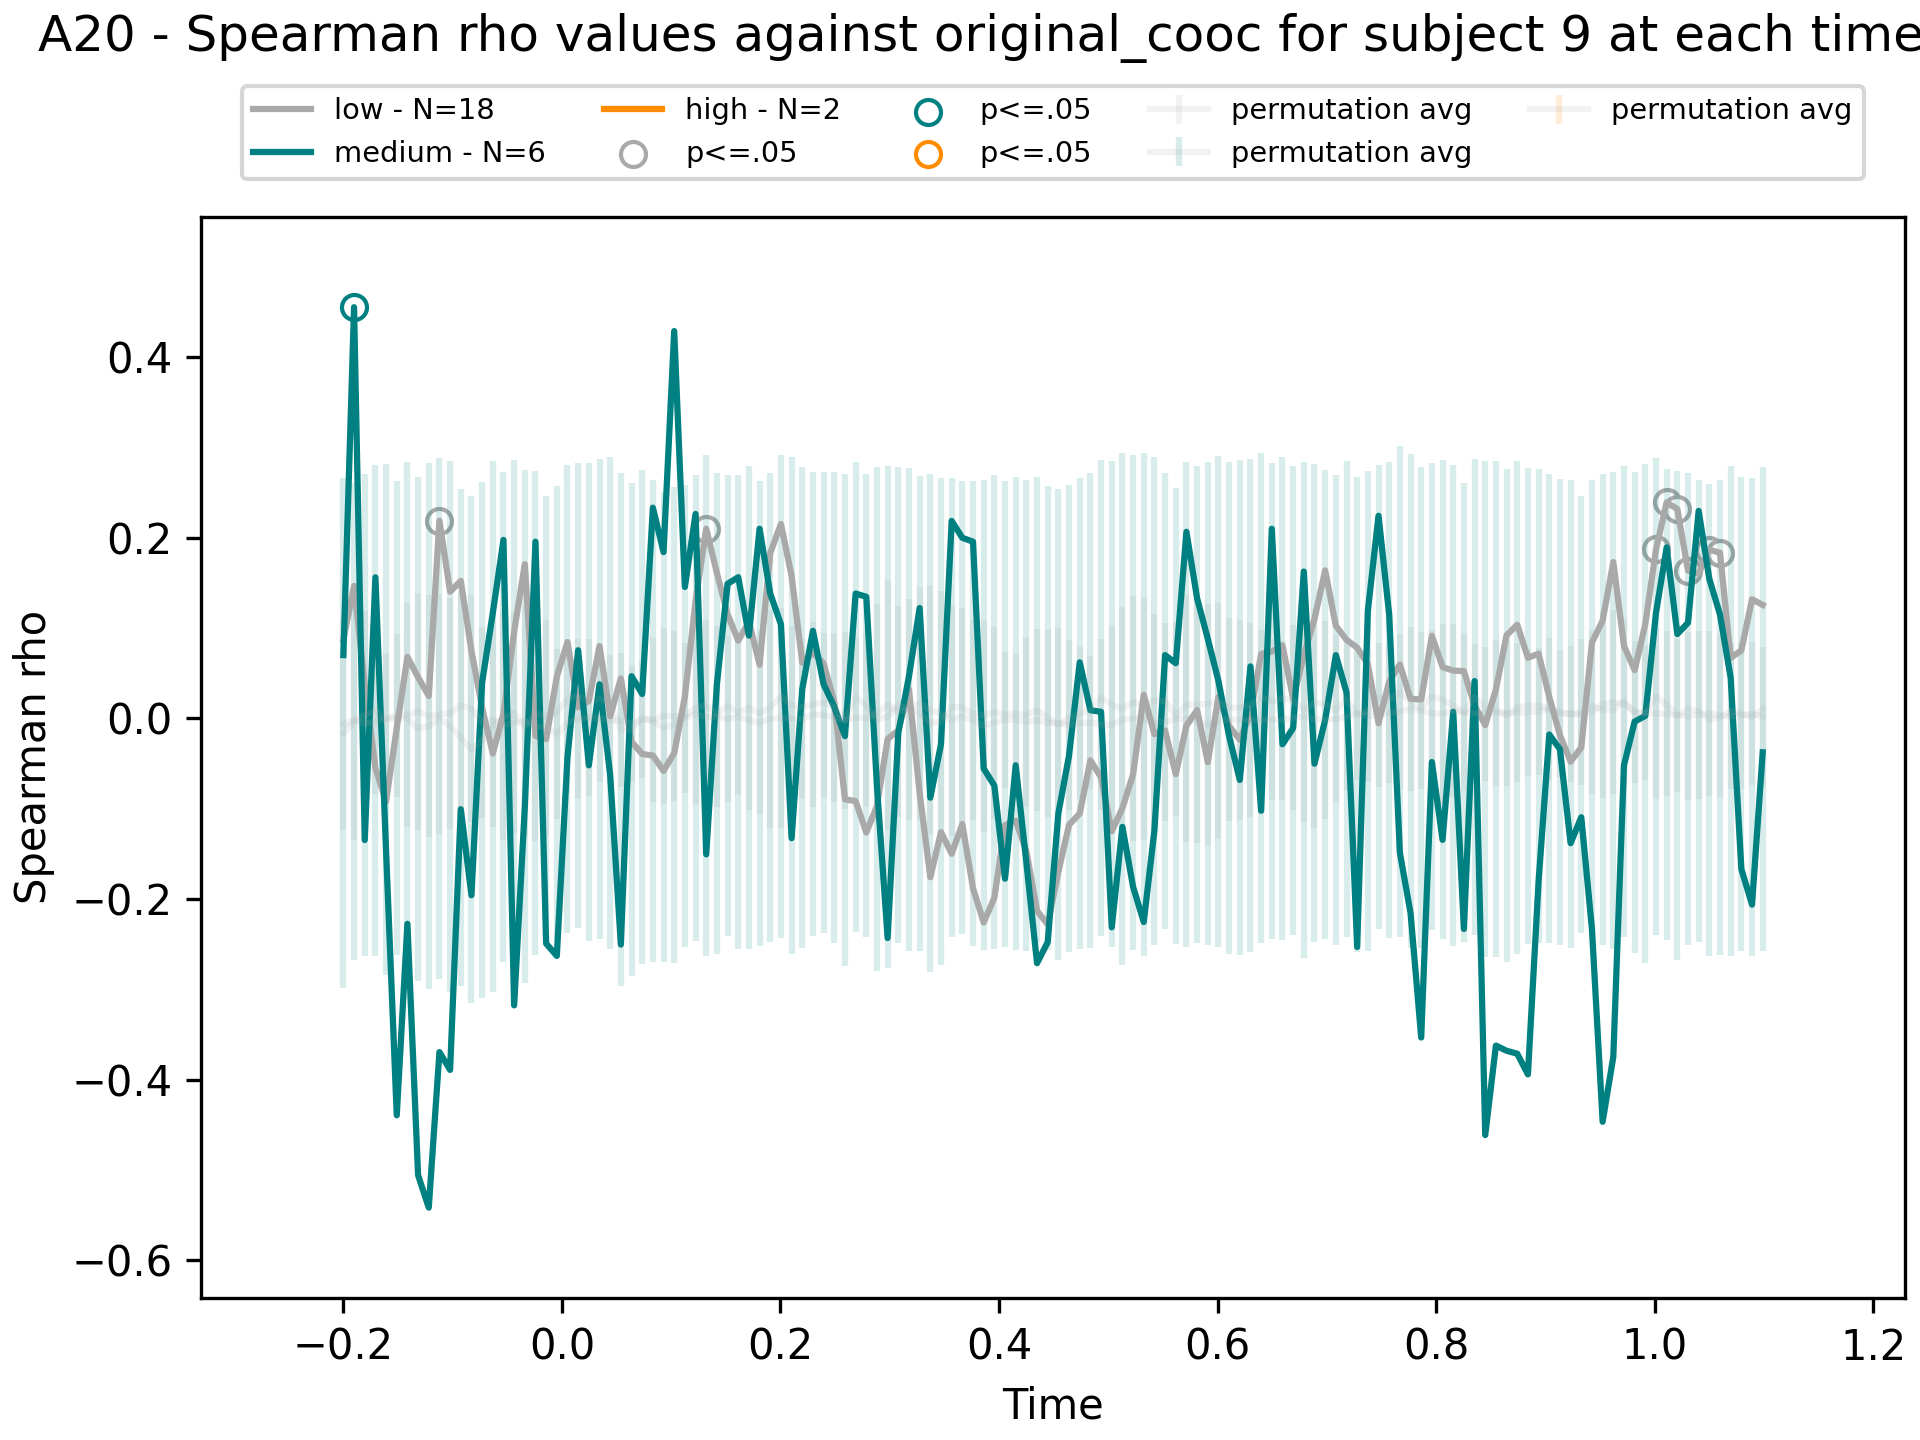 A20 - Spearman rho values against original_cooc for subject 9 at each time
low - N=18
medium - N=6
high - N=2
p<=.05
p<=.05
p<=.05
permutation avg
permutation avg
permutation avg
Spearman rho
0.4
0.2
0.0
−0.2
−0.4
−0.6
−0.2 0.0 0.2 0.4 0.6 0.8 1.0 1.2
Time